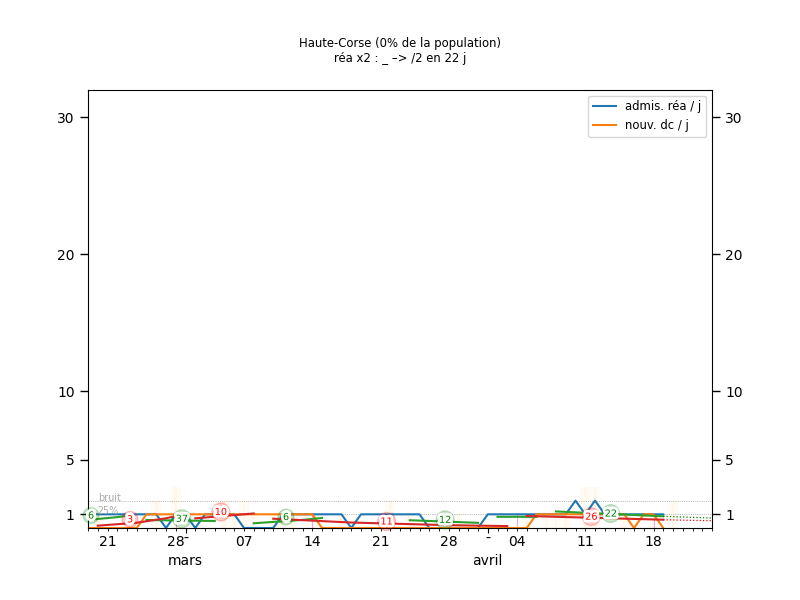 Haute-Corse (0% de la population)
réa x2 : _ –> /2 en 22 j
admis. réa / j
nouv. dc / j
30 30
20 20
10 10
5 5
bruit
25%
1 1
6 3 37 10 6 11 12 26 22
21 28 07 14 21 28 04 11 18
mars avril